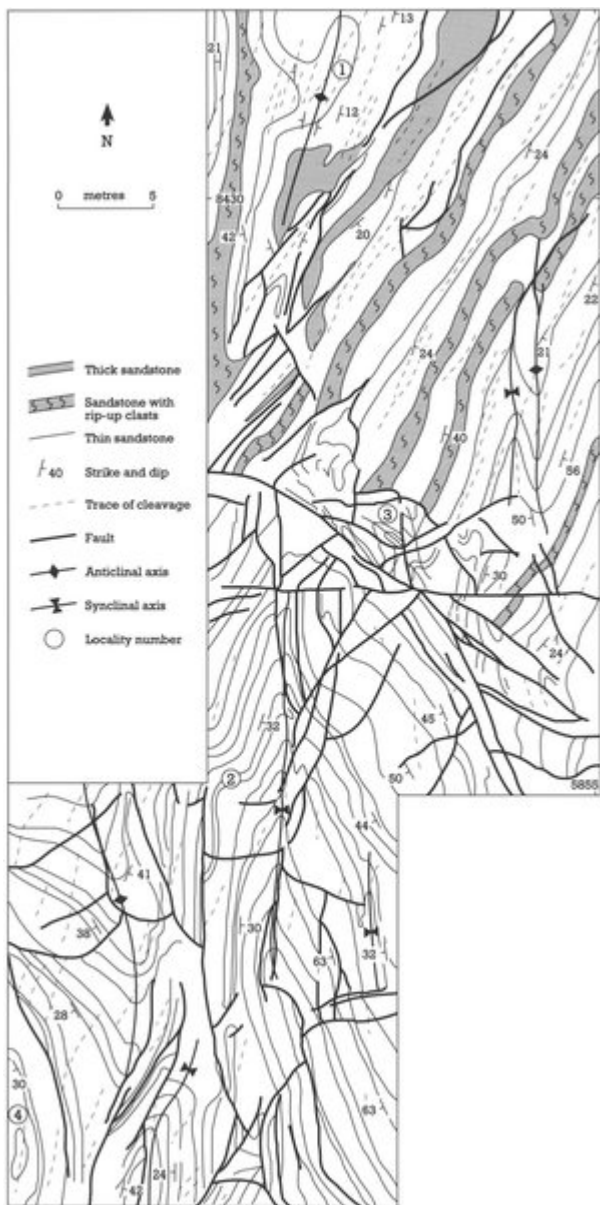 N
0 metres 5
Thick sandstone
Sandstone with
rip-up clasts
Thin sandstone
40 Strike and dip
Trace of cleavage
Fault
Anticlinal axis
Synclinal axis
Locality number
13
21
1
12
24
8430
42
20
22
24
21
40
56
3
50
30
24
32
45
2
50
5855
44
41
38
30
63
32
28
30
4
63
24
42